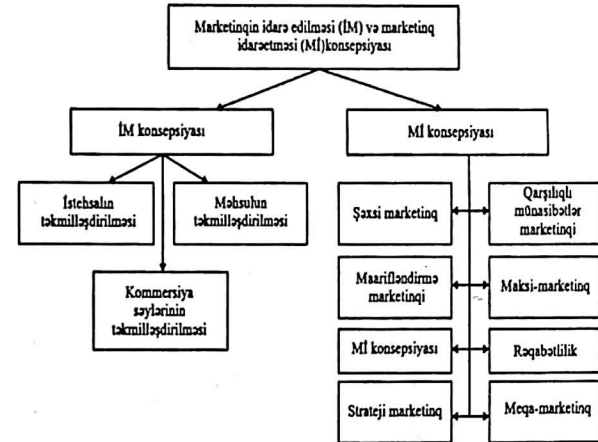 Marketinqin idarə edilməsi (İM) və marketinq
idarəetməsi (Mİ)konsepsiyası
İM konsepsiyası
Mİ konsepsiyası
İstehsalın
təkmilləşdirilməsi
Məhsulun
təkmilləşdirilməsi
Kommersiya
səylərinin
təkmilləşdirilməsi
Şəxsi marketinq
Qarşılıqlı
münasibətlər
marketinqi
Maarifləndirmə
marketinqi
Maksi-marketinq
Mİ konsepsiyası
Rəqabətlilik
Strateji marketinq
Meqa-marketinq